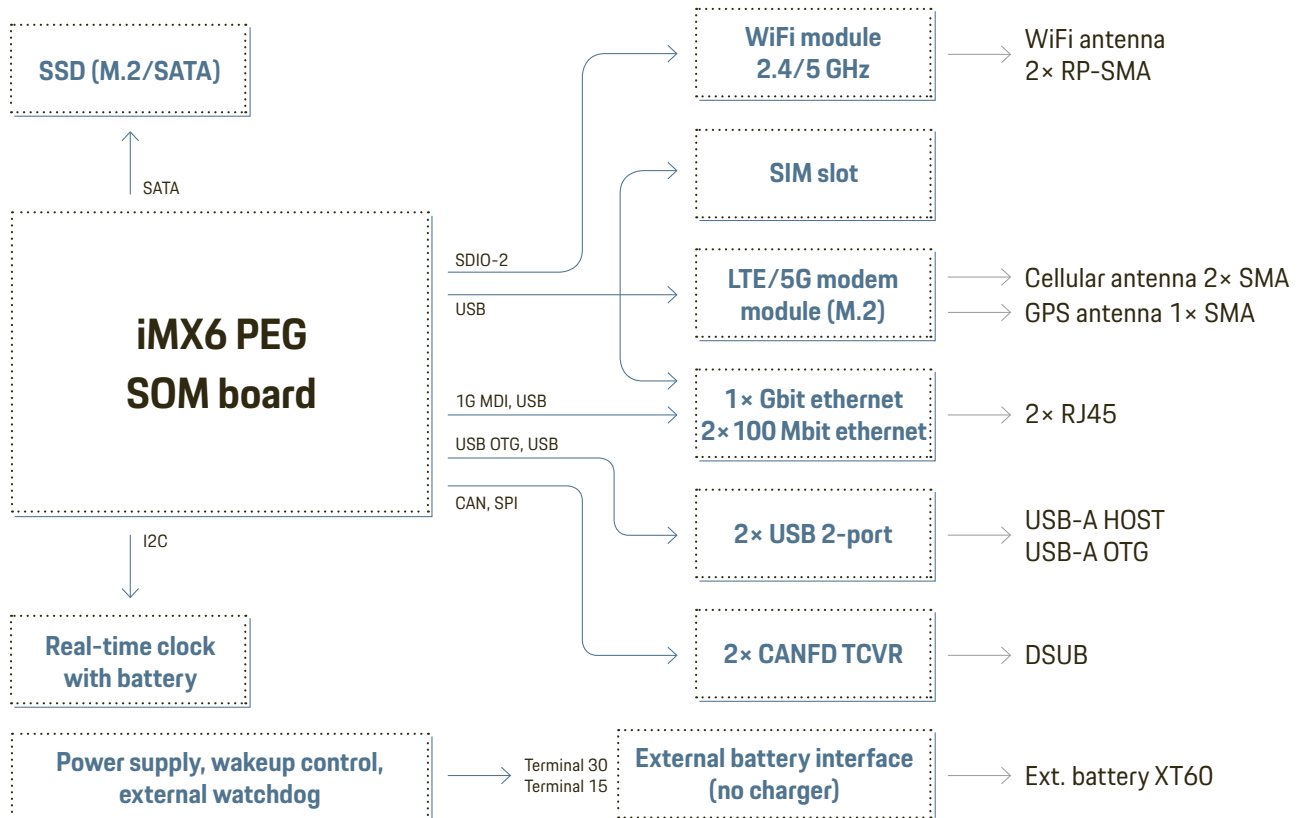 SSD (M.2/SATA)
SATA
iMX6 PEG
SOM board
I2C
Real-time clock
with battery
SDIO-2
USB
1G MDI, USB
USB OTG, USB
CAN, SPI
WiFi module
2.4/5 GHz
WiFi antenna
2× RP-SMA
SIM slot
LTE/5G modem
module (M.2)
Cellular antenna 2× SMA
GPS antenna 1× SMA
1× Gbit ethernet
2× 100 Mbit ethernet
2× RJ45
2× USB 2-port
USB-A HOST
USB-A OTG
2× CANFD TCVR
DSUB
Power supply, wakeup control,
external watchdog
Terminal 30
Terminal 15
External battery interface
(no charger)
Ext. battery XT60